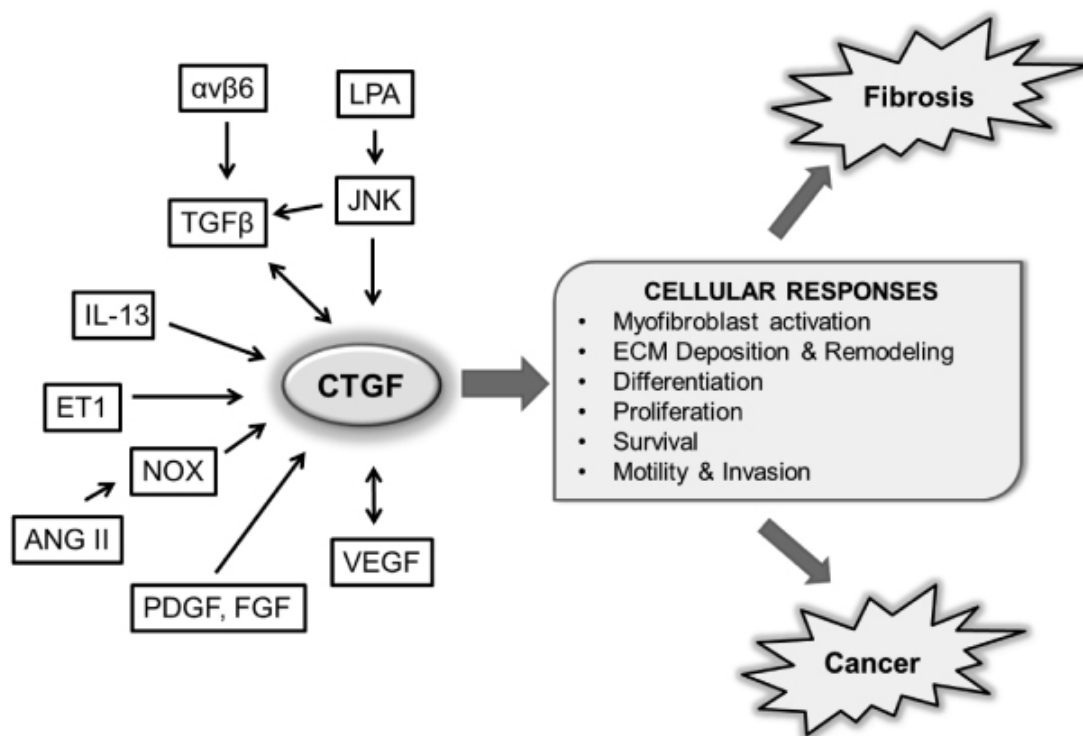 αvβ6
LPA
TGFβ
JNK
IL-13
ET1
NOX
ANG II
PDGF, FGF
VEGF
CTGF
CELLULAR RESPONSES
• Myofibroblast activation
• ECM Deposition & Remodeling
• Differentiation
• Proliferation
• Survival
• Motility & Invasion
Fibrosis
Cancer